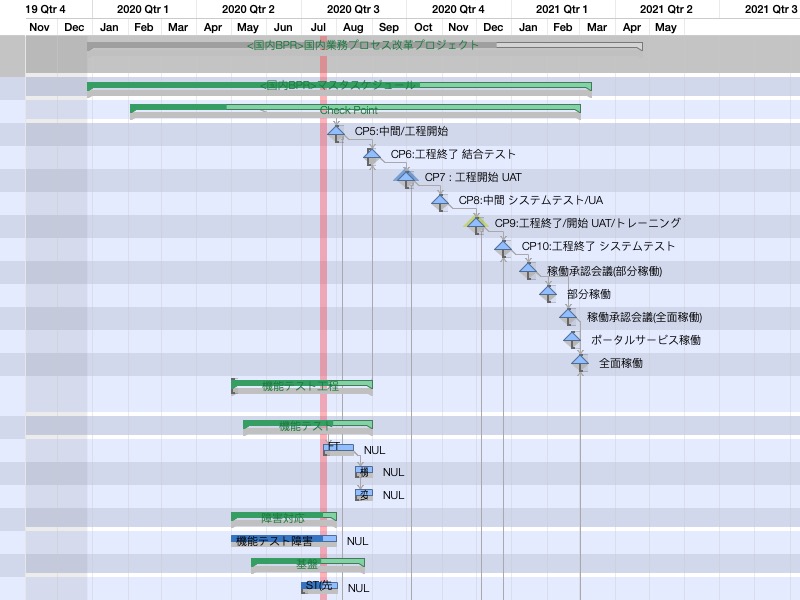 19 Qtr 4 2020 Qtr 1 2020 Qtr 2 2020 Qtr 3 2020 Qtr 4 2021 Qtr 1 2021 Qtr 2 2021 Qtr 3
Nov Dec Jan Feb Mar Apr May Jun Jul Aug Sep Oct Nov Dec Jan Feb Mar Apr May
<国内BPR>国内業務プロセス改革プロジェクト
<国内BPR>マスタスケジュール
Check Point
CP5:中間/工程開始
CP6:工程終了 結合テスト
CP7 : 工程開始 UAT
CP8:中間 システムテスト/UA
CP9:工程終了/開始 UAT/トレーニング
CP10:工程終了 システムテスト
稼働承認会議(部分稼働)
部分稼働
稼働承認会議(全面稼働)
ポータルサービス稼働
全面稼働
機能テスト工程
機能テスト
FT NUL
機 NUL
変 NUL
障害対応
機能テスト障害 NUL
基盤
ST(先 NUL